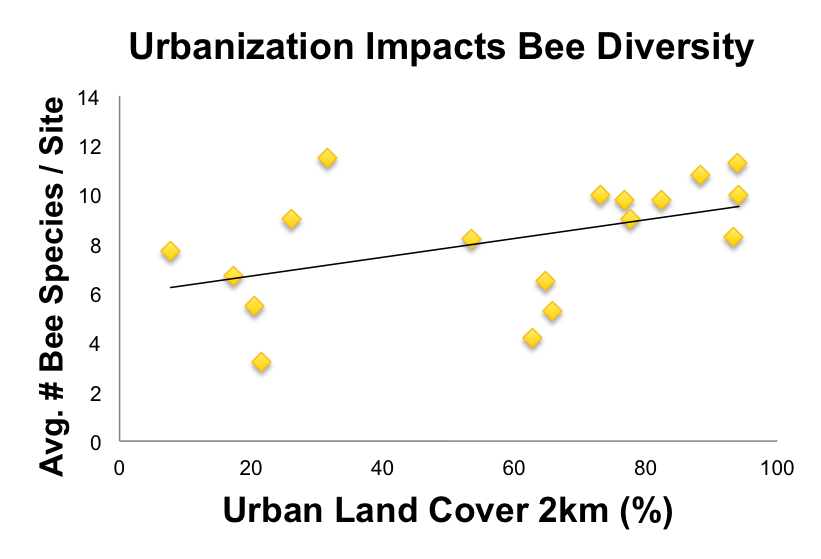 Urbanization Impacts Bee Diversity
Avg. # Bee Species / Site
14
12
10
8
6
4
2
0
0 20 40 60 80 100
Urban Land Cover 2km (%)